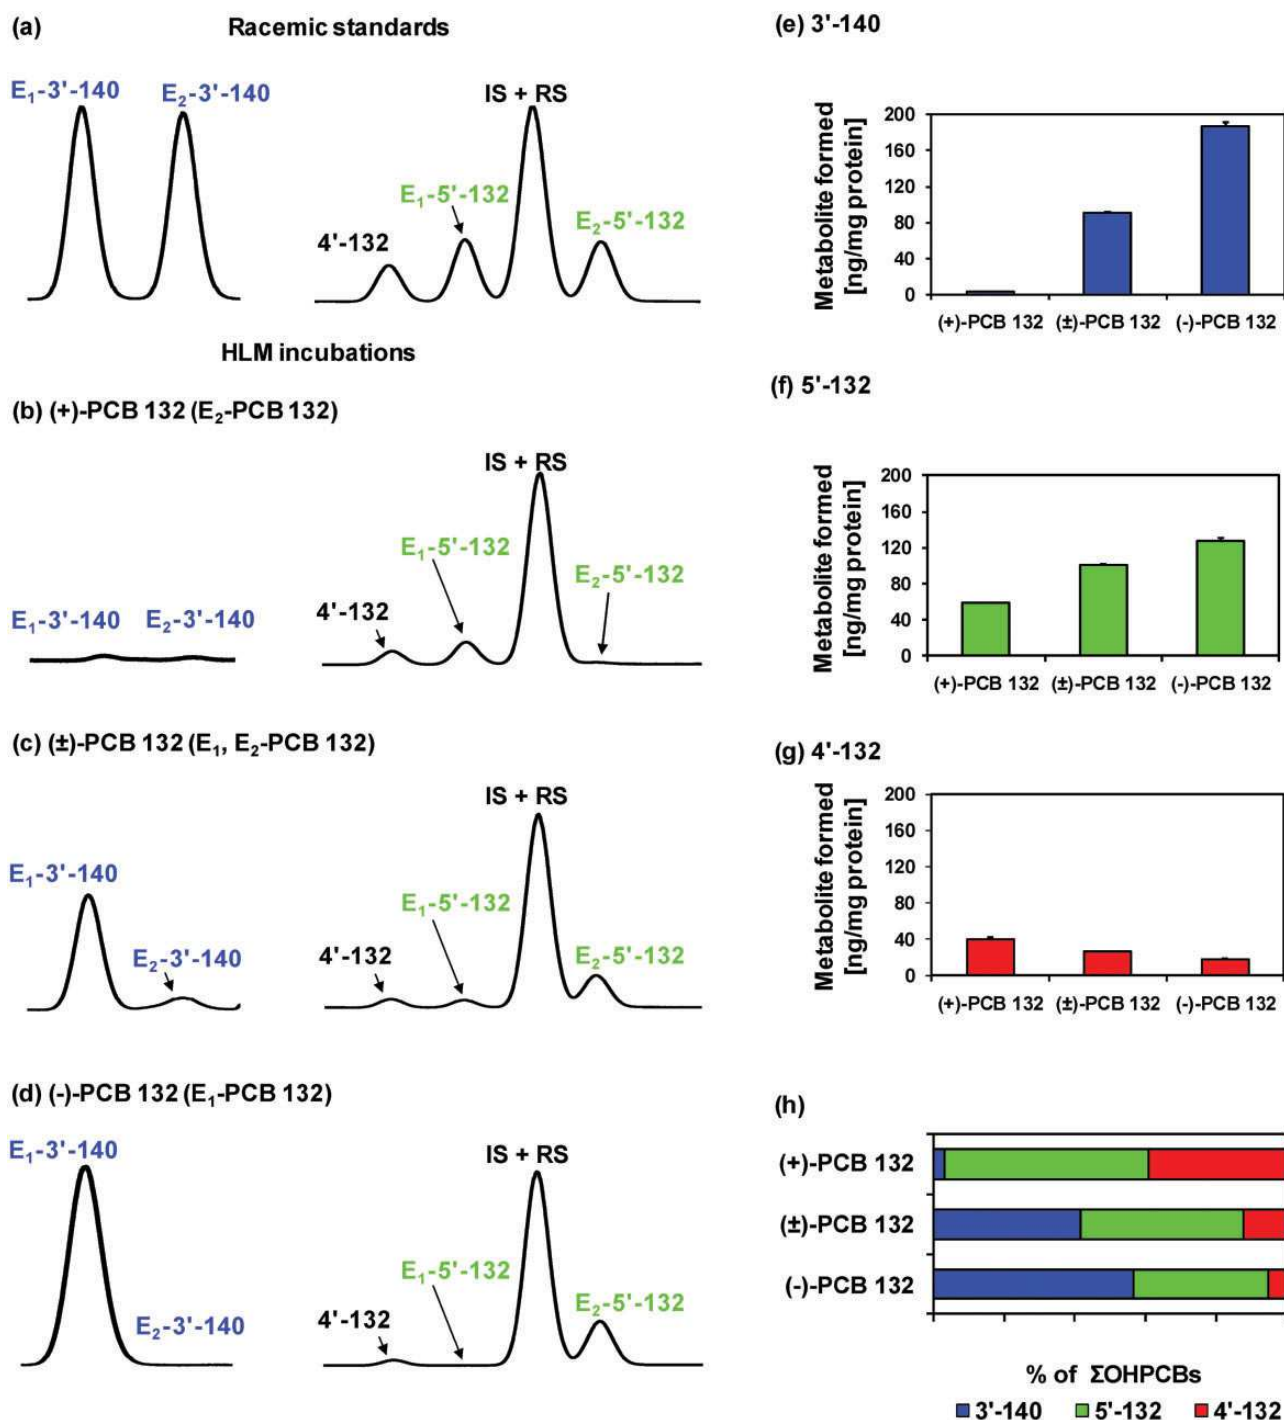 (a)
Racemic standards
E₁-3'-140
E₂-3'-140
IS + RS
E₁-5'-132
E₂-5'-132
4'-132
HLM incubations
(b) (+)-PCB 132 (E₂-PCB 132)
IS + RS
E₁-5'-132
E₂-5'-132
4'-132
E₁-3'-140
E₂-3'-140
(c) (±)-PCB 132 (E₁, E₂-PCB 132)
IS + RS
E₁-3'-140
E₁-5'-132
E₂-3'-140
4'-132
E₂-5'-132
(d) (-)-PCB 132 (E₁-PCB 132)
E₁-3'-140
IS + RS
E₁-5'-132
E₂-5'-132
4'-132
E₂-3'-140
(e) 3'-140
Metabolite formed
[ng/mg protein]
200
160
120
80
40
0
(+)-PCB 132
(±)-PCB 132
(-)-PCB 132
(f) 5'-132
Metabolite formed
[ng/mg protein]
200
160
120
80
40
0
(+)-PCB 132
(±)-PCB 132
(-)-PCB 132
(g) 4'-132
Metabolite formed
[ng/mg protein]
200
160
120
80
40
0
(+)-PCB 132
(±)-PCB 132
(-)-PCB 132
(h)
(+)-PCB 132
(±)-PCB 132
(-)-PCB 132
% of ΣOHPCBs
3'-140
5'-132
4'-132